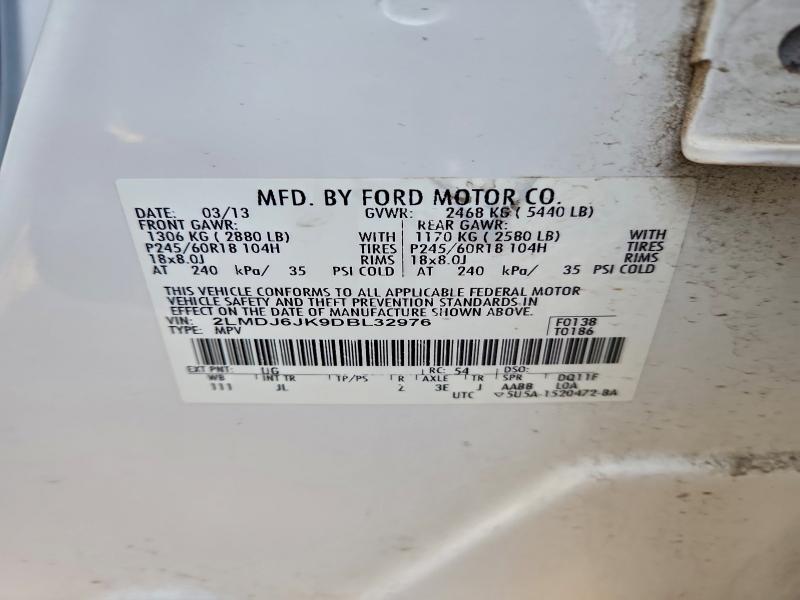 MFD. BY FORD MOTOR CO.
DATE: 03/13 GVWR: 2468 KG ( 5440 LB)
FRONT GAWR: REAR GAWR:
1306 KG ( 2880 LB) WITH 1170 KG ( 2580 LB) WITH
P245/60R18 104H TIRES P245/60R18 104H TIRES
18x8.0J RIMS 18x8.0J RIMS
AT 240 kPa/ 35 PSI COLD AT 240 kPa/ 35 PSI COLD
THIS VEHICLE CONFORMS TO ALL APPLICABLE FEDERAL MOTOR
VEHICLE SAFETY AND THEFT PREVENTION STANDARDS IN
EFFECT ON THE DATE OF MANUFACTURE SHOWN ABOVE.
VIN: 2LMDJ6JK9DBL32976 F0138
TYPE: MPV T0186
EXT PNT: UG RC: 54 DSO:
WB INT TR TP/PS R AXLE TR SPR DQ11F
111 JL 2 3E J AABB LOA
UTC 5U5A-1520472-BA